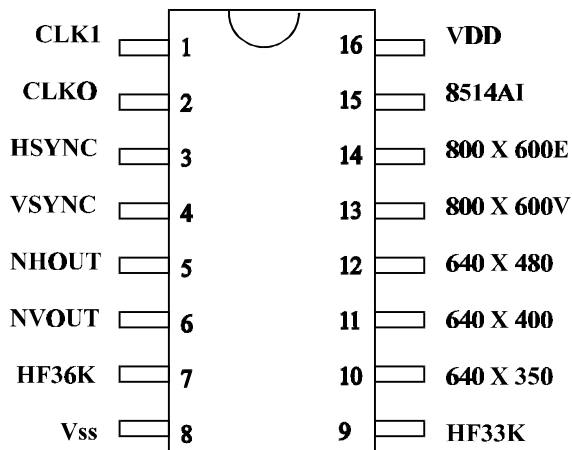 CLK1 1 16 VDD
CLKO 2 15 8514AI
HSYNC 3 14 800 X 600E
VSYNC 4 13 800 X 600V
NHOUT 5 12 640 X 480
NVOUT 6 11 640 X 400
HF36K 7 10 640 X 350
Vss 8 9 HF33K